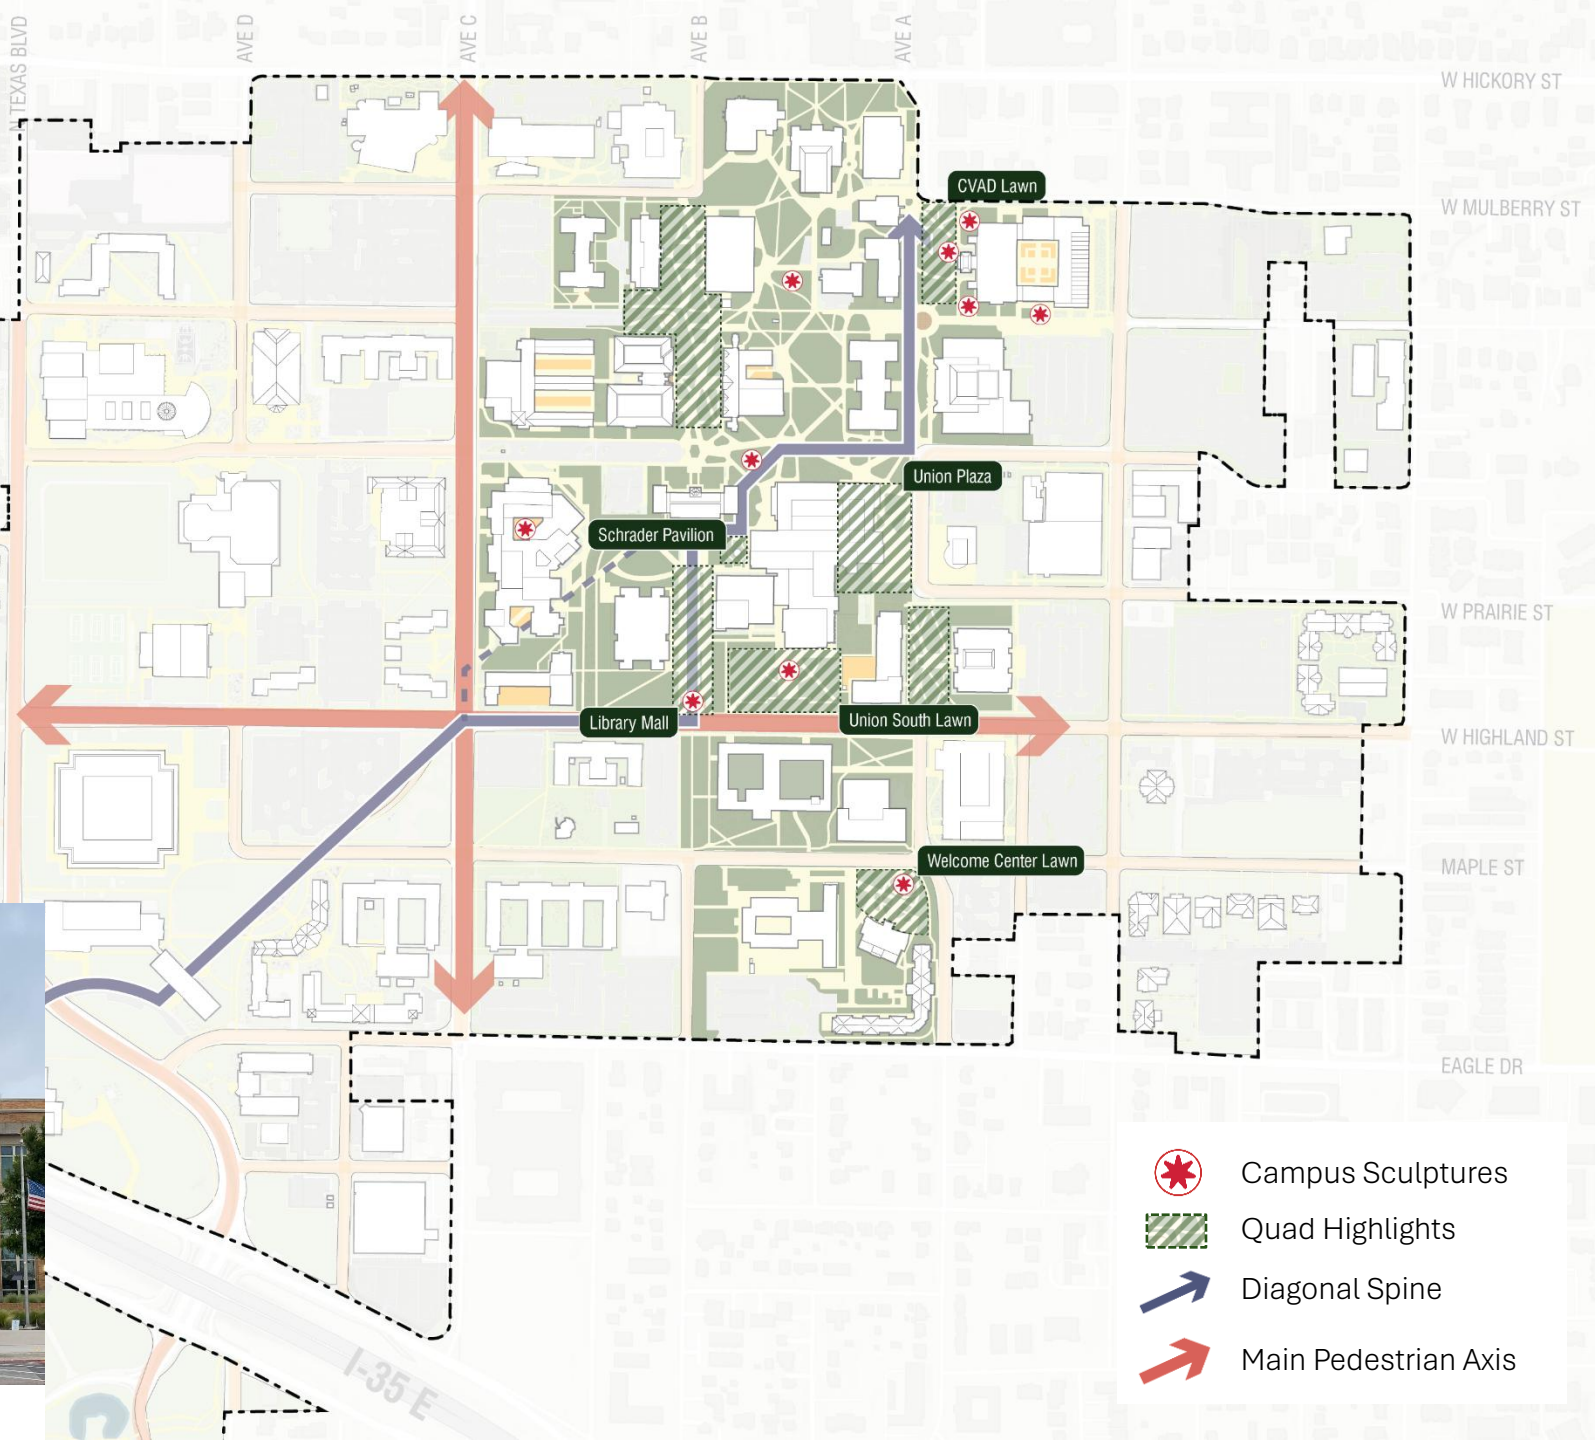 N TEXAS BLVD
AVE D
AVE C
AVE B
AVE A
W HICKORY ST
CVAD Lawn
W MULBERRY ST
Union Plaza
Schrader Pavilion
W PRAIRIE ST
Library Mall
Union South Lawn
W HIGHLAND ST
Welcome Center Lawn
MAPLE ST
EAGLE DR
I-35 E
Campus Sculptures
Quad Highlights
Diagonal Spine
Main Pedestrian Axis